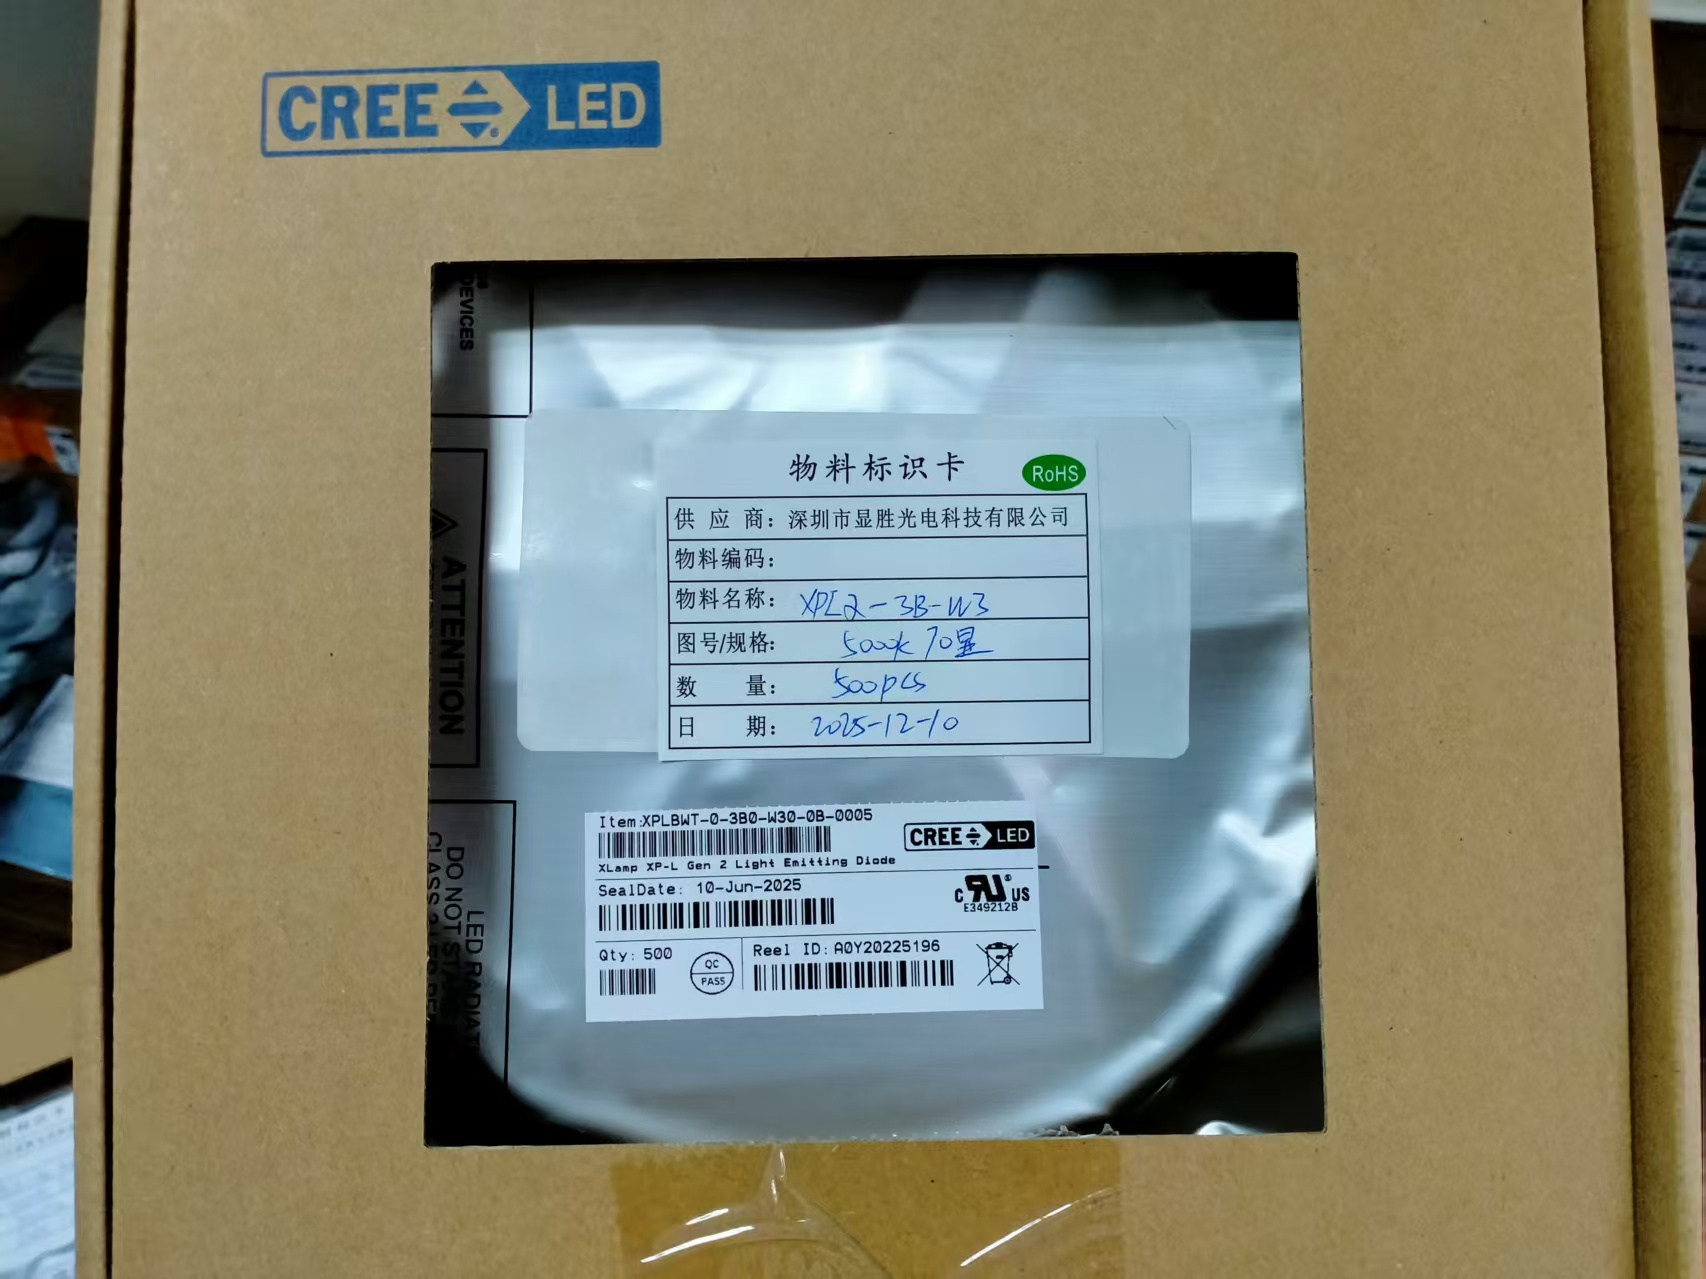 CREE LED
DEVICES
ATTENTION
物料标识卡
RoHS
供应商：深圳市显胜光电科技有限公司
物料编码：
物料名称：XPL2-3B-W3
图号/规格：5000K 70显
数量：500pcs
日期：2025-12-10
Item:XPLBWT-0-3B0-W30-0B-0005
CREE LED
XLamp XP-L Gen 2 Light Emitting Diode
SealDate: 10-Jun-2025
C RU US
E349212B
Qty: 500
QC
PASS
Reel ID: A0Y20225196
LED RADIAT
DO NOT STA